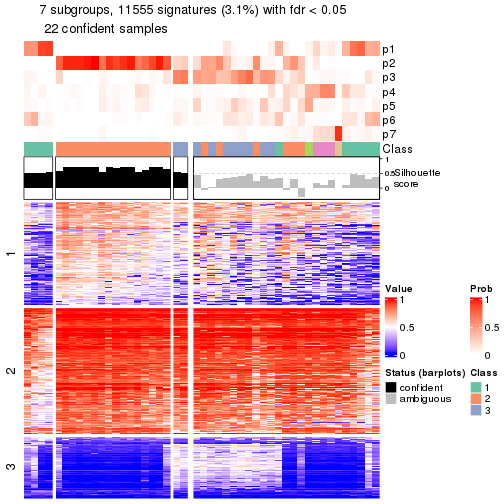 7 subgroups, 11555 signatures (3.1%) with fdr < 0.05
22 confident samples
p1
p2
p3
p4
p5
p6
p7
Class
1
0.5
0
Silhouette
score
1
2
3
Value
1
0.5
0
Prob
1
0.5
0
Status (barplots)
confident
ambiguous
Class
1
2
3